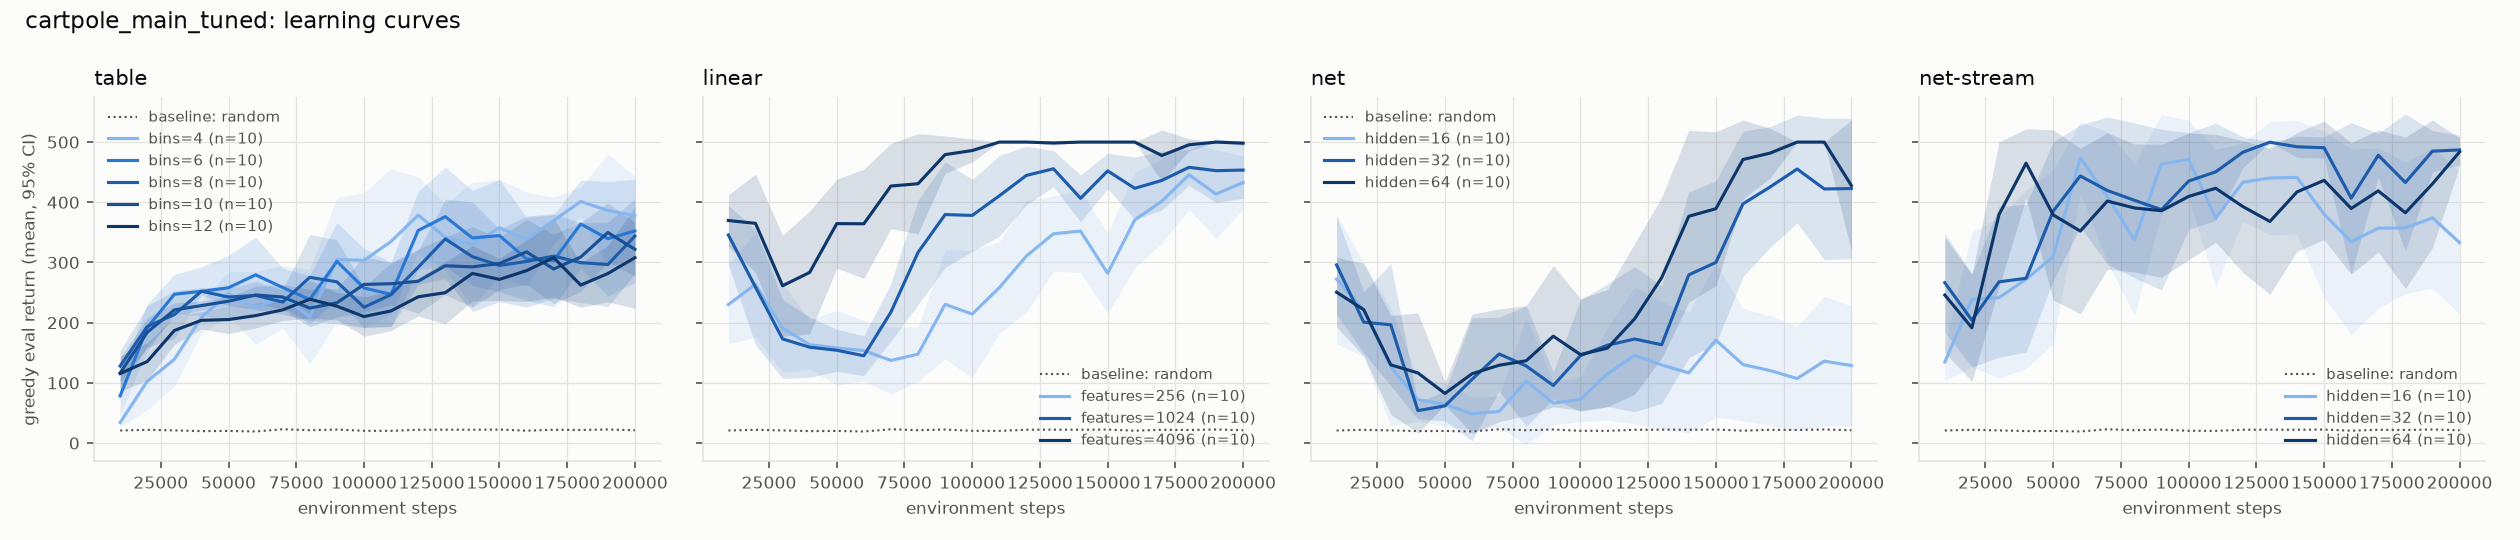 cartpole_main_tuned: learning curves
table
greedy eval return (mean, 95% CI)
500
400
300
200
100
0
baseline: random
bins=4 (n=10)
bins=6 (n=10)
bins=8 (n=10)
bins=10 (n=10)
bins=12 (n=10)
25000 50000 75000 100000 125000 150000 175000 200000
environment steps
linear
baseline: random
features=256 (n=10)
features=1024 (n=10)
features=4096 (n=10)
25000 50000 75000 100000 125000 150000 175000 200000
environment steps
net
baseline: random
hidden=16 (n=10)
hidden=32 (n=10)
hidden=64 (n=10)
25000 50000 75000 100000 125000 150000 175000 200000
environment steps
net-stream
baseline: random
hidden=16 (n=10)
hidden=32 (n=10)
hidden=64 (n=10)
25000 50000 75000 100000 125000 150000 175000 200000
environment steps